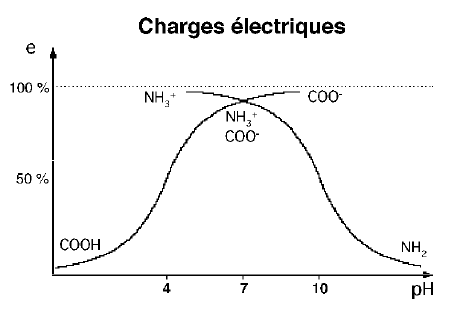 Charges électriques
e
100 %
NH₃⁺
COO⁻
NH₃⁺
COO⁻
50 %
COOH
NH₂
4 7 10 pH